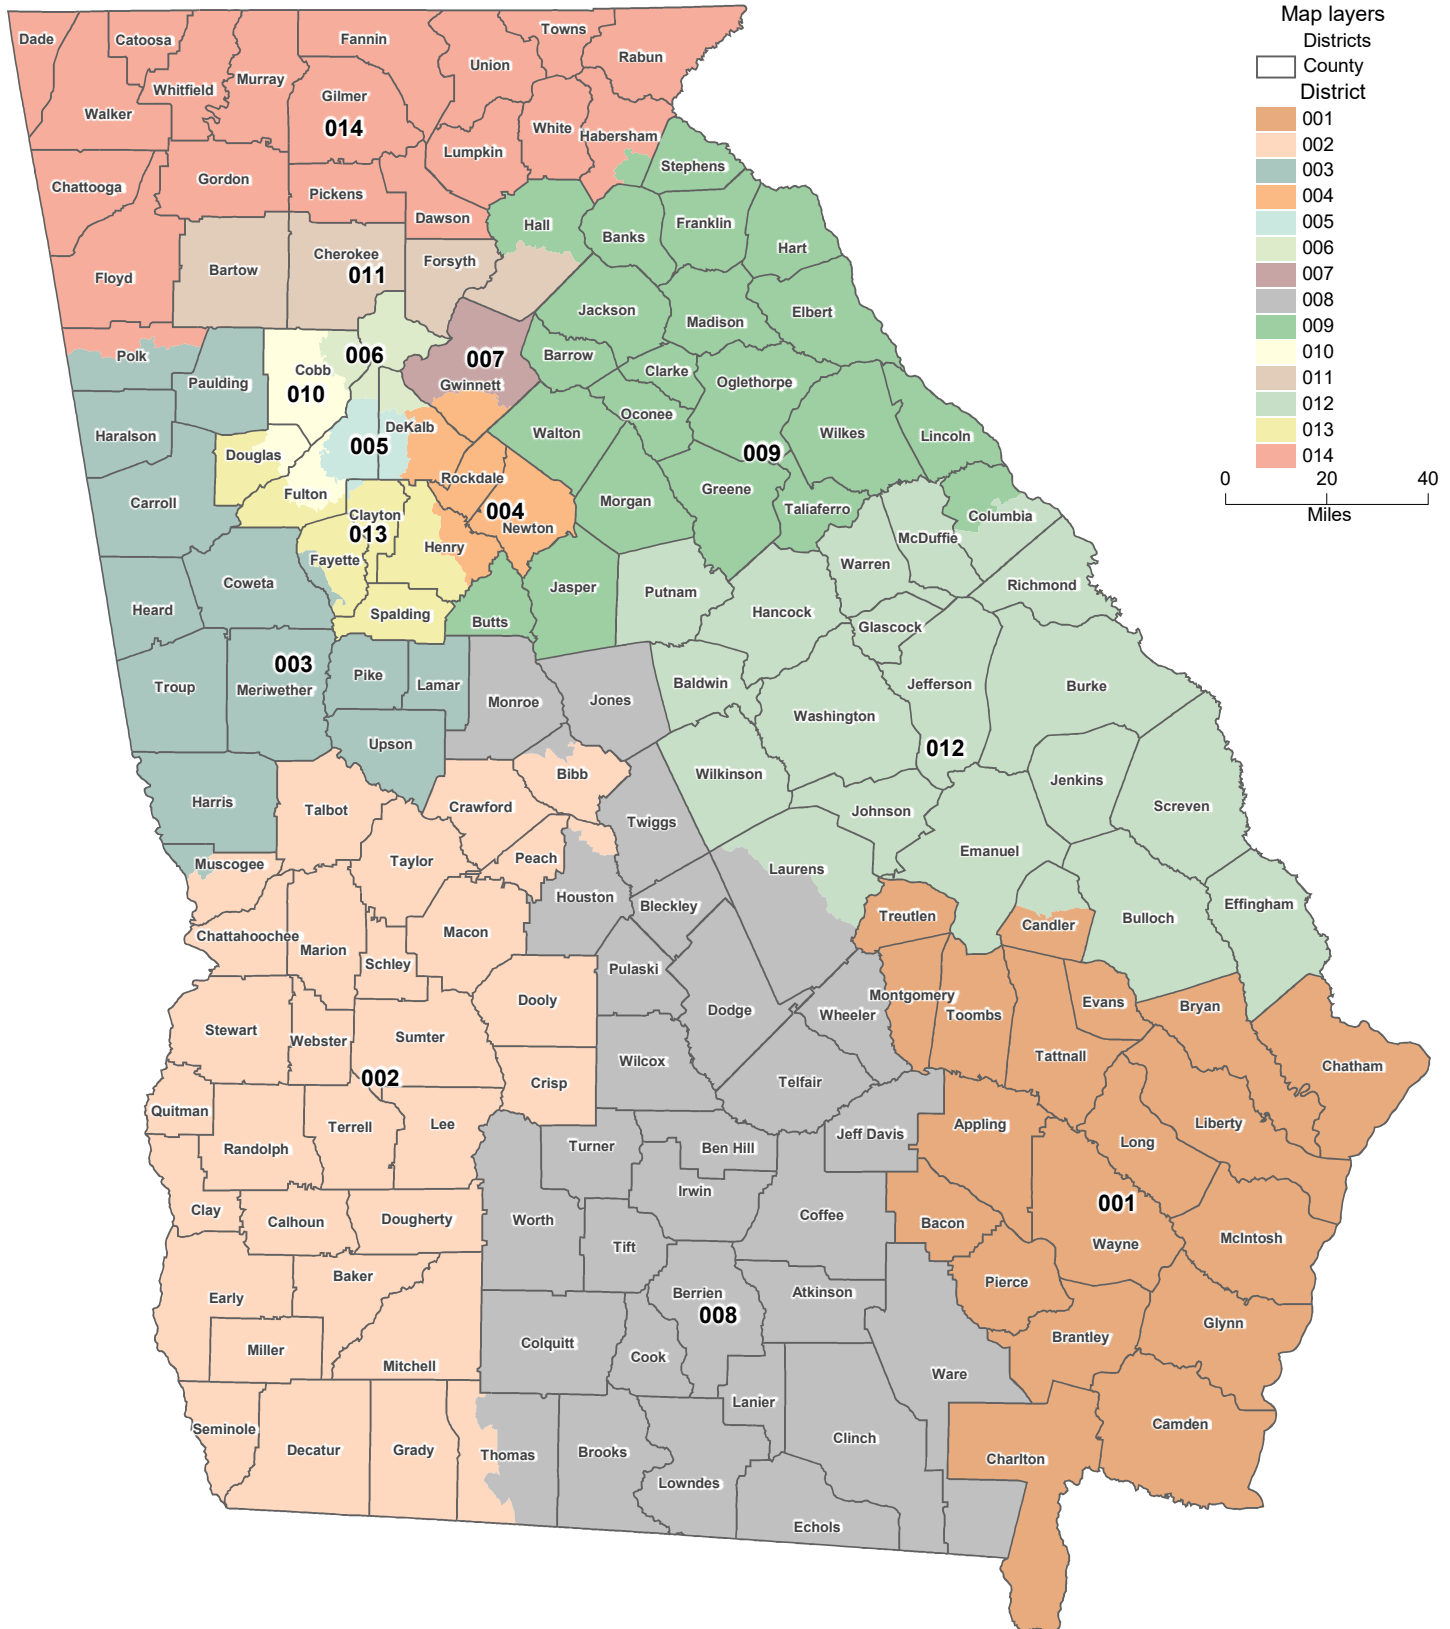 Map layers
Districts
County
District
001
002
003
004
005
006
007
008
009
010
011
012
013
014
0 20 40
Miles
Dade
Catoosa
Fannin
Towns
Rabun
Union
Whitfield
Murray
Walker
Gilmer
014
White
Habersham
Lumpkin
Stephens
Chattooga
Gordon
Pickens
Dawson
Hall
Banks
Franklin
Hart
Floyd
Bartow
Cherokee
011
Forsyth
Jackson
Madison
Elbert
Polk
Paulding
Cobb
010
006
007
Gwinnett
Barrow
Clarke
Oglethorpe
Oconee
Haralson
Douglas
005
DeKalb
Walton
009
Wilkes
Lincoln
Carroll
Fulton
Rockdale
004
Newton
Morgan
Greene
Taliaferro
Columbia
Clayton
013
Henry
Fayette
McDuffie
Warren
Richmond
Heard
Coweta
Spalding
Butts
Jasper
Putnam
Hancock
Glascock
003
Troup
Meriwether
Pike
Lamar
Monroe
Jones
Baldwin
Washington
Jefferson
Burke
Upson
012
Harris
Talbot
Crawford
Bibb
Wilkinson
Jenkins
Screven
Twiggs
Johnson
Muscogee
Taylor
Peach
Laurens
Emanuel
Houston
Bleckley
Treutlen
Candler
Bulloch
Effingham
Chattahoochee
Marion
Schley
Macon
Pulaski
Dooly
Dodge
Wheeler
Montgomery
Toombs
Evans
Bryan
Stewart
Webster
Sumter
Wilcox
Tattnall
Chatham
002
Crisp
Telfair
Quitman
Randolph
Terrell
Lee
Turner
Ben Hill
Jeff Davis
Appling
Long
Liberty
Clay
Calhoun
Dougherty
Worth
Irwin
Coffee
Bacon
001
Wayne
McIntosh
Tift
Early
Baker
Berrien
008
Atkinson
Pierce
Glynn
Miller
Mitchell
Colquitt
Cook
Ware
Brantley
Seminole
Decatur
Grady
Thomas
Brooks
Lanier
Clinch
Lowndes
Echols
Charlton
Camden